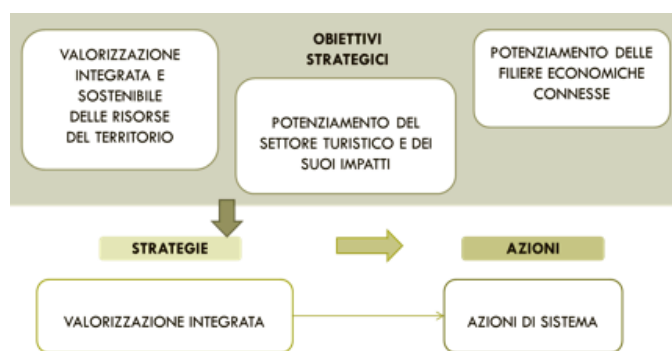 VALORIZZAZIONE
INTEGRATA E
SOSTENIBILE
DELLE RISORSE
DEL TERRITORIO
OBIETTIVI
STRATEGICI
POTENZIAMENTO DEL
SETTORE TURISTICO E DEI
SUOI IMPATTI
POTENZIAMENTO DELLE
FILIERE ECONOMICHE
CONNESSE
STRATEGIE
AZIONI
VALORIZZAZIONE INTEGRATA
AZIONI DI SISTEMA